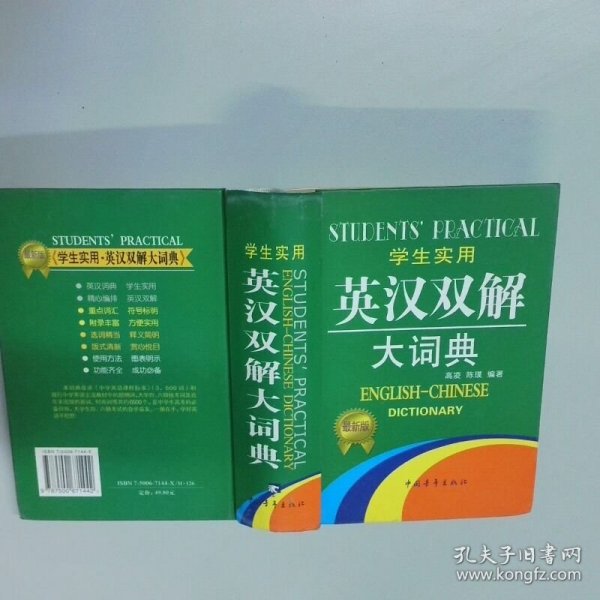 STUDENTS' PRACTICAL
最新版
《学生实用·英汉双解大词典》
英汉词典 学生实用
精心编排 英汉双解
重点词汇 符号标明
附录丰富 方便实用
选词精当 释义简明
版式清新 赏心悦目
使用方法 图表明示
功能齐全 成功必备
ISBN 7-5006-7144-X/H·126
定价：49.80元
9787500671442
学生实用
英汉双解大词典
STUDENTS' PRACTICAL
ENGLISH-CHINESE DICTIONARY
STUDENTS' PRACTICAL
学生实用
英汉双解
大词典
高凌 陈瑛 编著
ENGLISH-CHINESE
DICTIONARY
最新版
中国青年出版社
孔夫子旧书网
www.kongfz.com